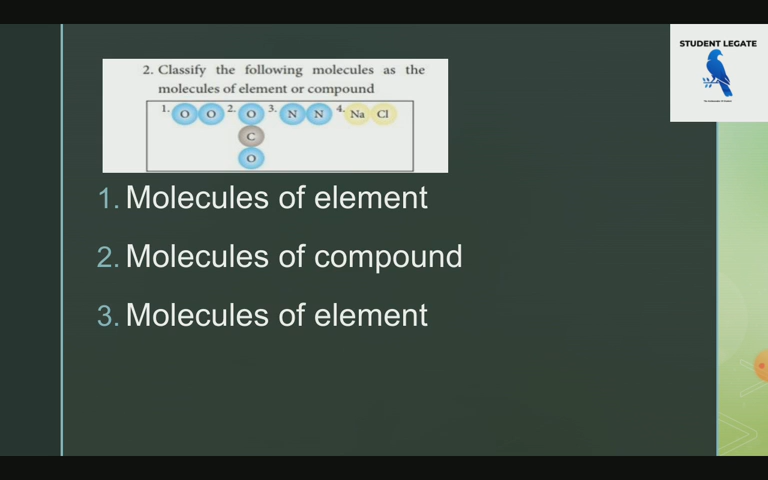 STUDENT LEGATE
2. Classify the following molecules as the
molecules of element or compound
1. O O 2. O 3. N N 4. Na Cl
C
O
1. Molecules of element
2. Molecules of compound
3. Molecules of element